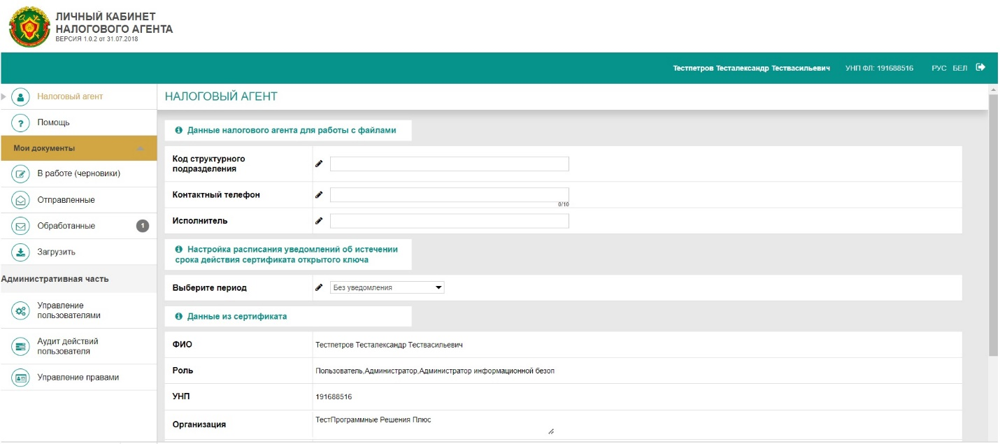 ЛИЧНЫЙ КАБИНЕТ
НАЛОГОВОГО АГЕНТА
ВЕРСИЯ 1.0.2 от 31.07.2018
Тестпетров Тесталександр Тествасильевич УНП ФЛ: 191688516 РУС БЕЛ
Налоговый агент
Помощь
Мои документы
В работе (черновики)
Отправленные
Обработанные 1
Загрузить
Административная часть
Управление
пользователями
Аудит действий
пользователя
Управление правами
НАЛОГОВЫЙ АГЕНТ
Данные налогового агента для работы с файлами
Код структурного
подразделения
Контактный телефон
0/10
Исполнитель
Настройка расписания уведомлений об истечении
срока действия сертификата открытого ключа
Выберите период Без уведомления
Данные из сертификата
ФИО Тестпетров Тесталександр Тествасильевич
Роль Пользователь,Администратор,Администратор информационной безоп
УНП 191688516
Организация ТестПрограммные Решения Плюс